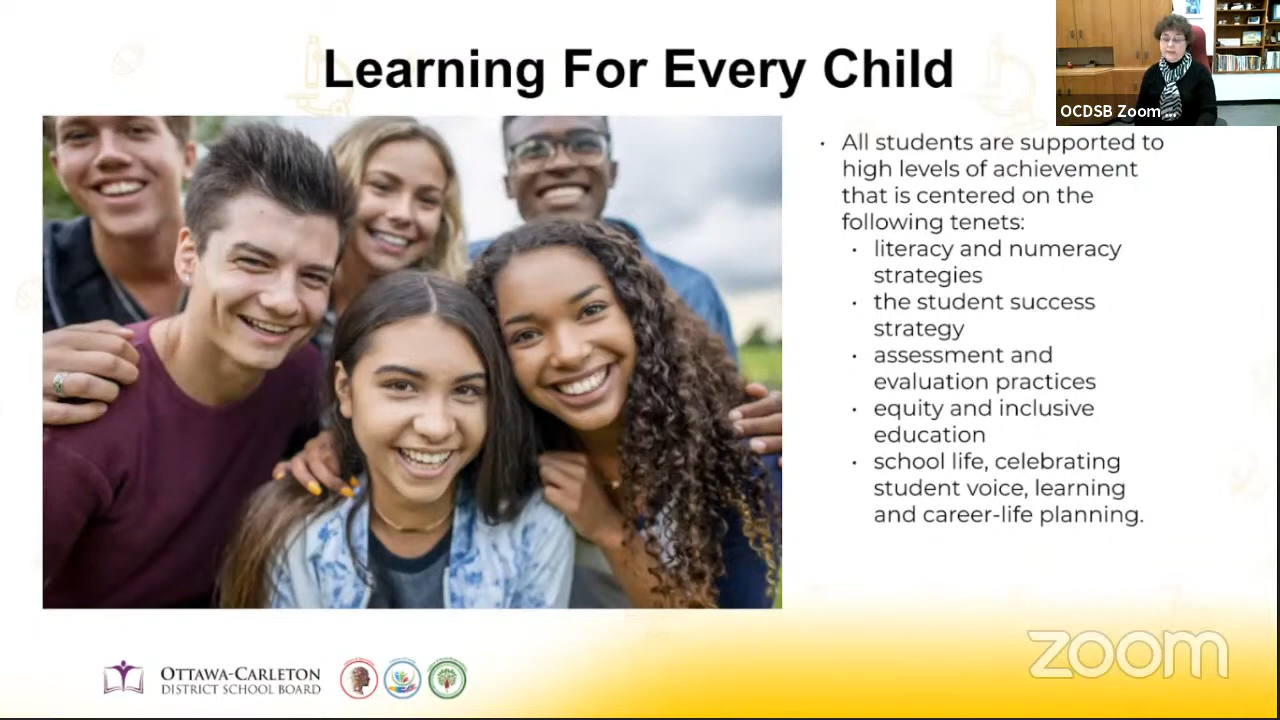 Learning For Every Child
OCDSB Zoom ...
• All students are supported to
high levels of achievement
that is centered on the
following tenets:
• literacy and numeracy
strategies
• the student success
strategy
• assessment and
evaluation practices
• equity and inclusive
education
• school life, celebrating
student voice, learning
and career-life planning.
OTTAWA-CARLETON
DISTRICT SCHOOL BOARD
zoom